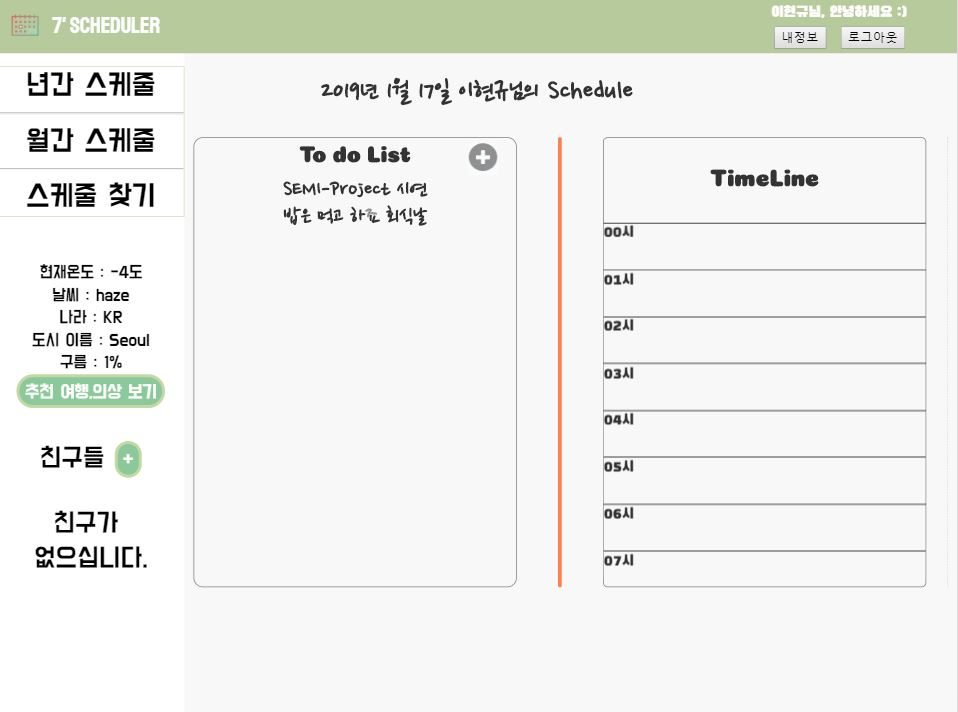 7' SCHEDULER
이현규님, 안녕하세요 :)
내정보
로그아웃
년간 스케줄
월간 스케줄
스케줄 찾기
현재온도 : -4도
날씨 : haze
나라 : KR
도시 이름 : Seoul
구름 : 1%
추천 여행,의상 보기
친구들 +
친구가
없으십니다.
2019년 1월 17일 이현규님의 Schedule
To do List
SEMI-Project 시연
밥은 먹고 하죠 회식날
TimeLine
00시
01시
02시
03시
04시
05시
06시
07시